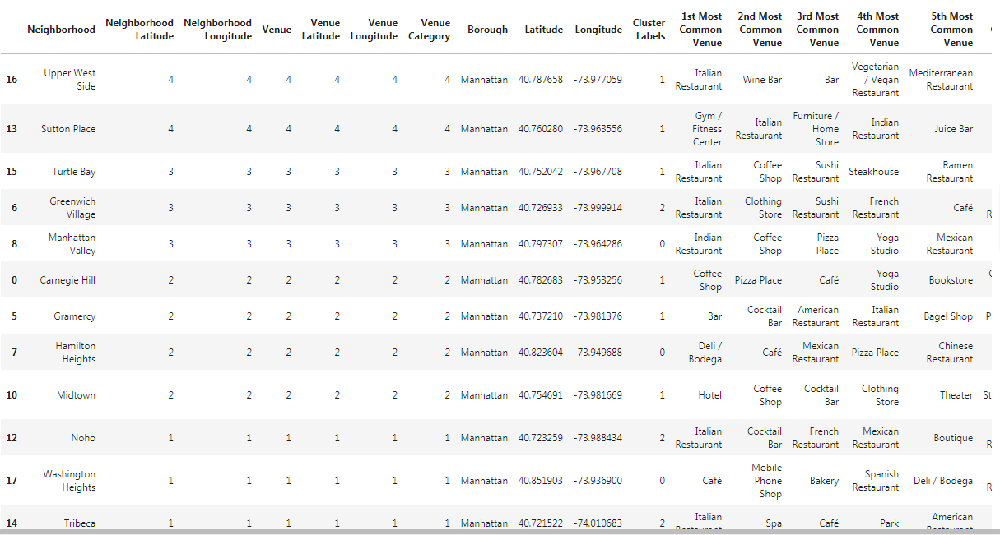 Neighborhood Neighborhood Latitude Neighborhood Longitude Venue Venue Latitude Venue Longitude Venue Category Borough Latitude Longitude Cluster Labels 1st Most Common Venue 2nd Most Common Venue 3rd Most Common Venue 4th Most Common Venue 5th Most Common Venue
16 Upper West Side 4 4 4 4 4 4 Manhattan 40.787658 -73.977059 1 Italian Restaurant Wine Bar Bar Vegetarian / Vegan Restaurant Mediterranean Restaurant
13 Sutton Place 4 4 4 4 4 4 Manhattan 40.760280 -73.963556 1 Gym / Fitness Center Italian Restaurant Furniture / Home Store Indian Restaurant Juice Bar
15 Turtle Bay 3 3 3 3 3 3 Manhattan 40.752042 -73.967708 1 Italian Restaurant Coffee Shop Sushi Restaurant Steakhouse Ramen Restaurant
6 Greenwich Village 3 3 3 3 3 3 Manhattan 40.726933 -73.999914 2 Italian Restaurant Clothing Store Sushi Restaurant French Restaurant Café
8 Manhattan Valley 3 3 3 3 3 3 Manhattan 40.797307 -73.964286 0 Indian Restaurant Coffee Shop Pizza Place Yoga Studio Mexican Restaurant
0 Carnegie Hill 2 2 2 2 2 2 Manhattan 40.782683 -73.953256 1 Coffee Shop Pizza Place Café Yoga Studio Bookstore
5 Gramercy 2 2 2 2 2 2 Manhattan 40.737210 -73.981376 1 Bar Cocktail Bar American Restaurant Italian Restaurant Bagel Shop
7 Hamilton Heights 2 2 2 2 2 2 Manhattan 40.823604 -73.949688 0 Deli / Bodega Café Mexican Restaurant Pizza Place Chinese Restaurant
10 Midtown 2 2 2 2 2 2 Manhattan 40.754691 -73.981669 1 Hotel Coffee Shop Cocktail Bar Clothing Store Theater
12 Noho 1 1 1 1 1 1 Manhattan 40.723259 -73.988434 2 Italian Restaurant Cocktail Bar French Restaurant Mexican Restaurant Boutique
17 Washington Heights 1 1 1 1 1 1 Manhattan 40.851903 -73.936900 0 Café Mobile Phone Shop Bakery Spanish Restaurant Deli / Bodega
14 Tribeca 1 1 1 1 1 1 Manhattan 40.721522 -74.010683 2 Italian Restaurant Spa Café Park American Restaurant